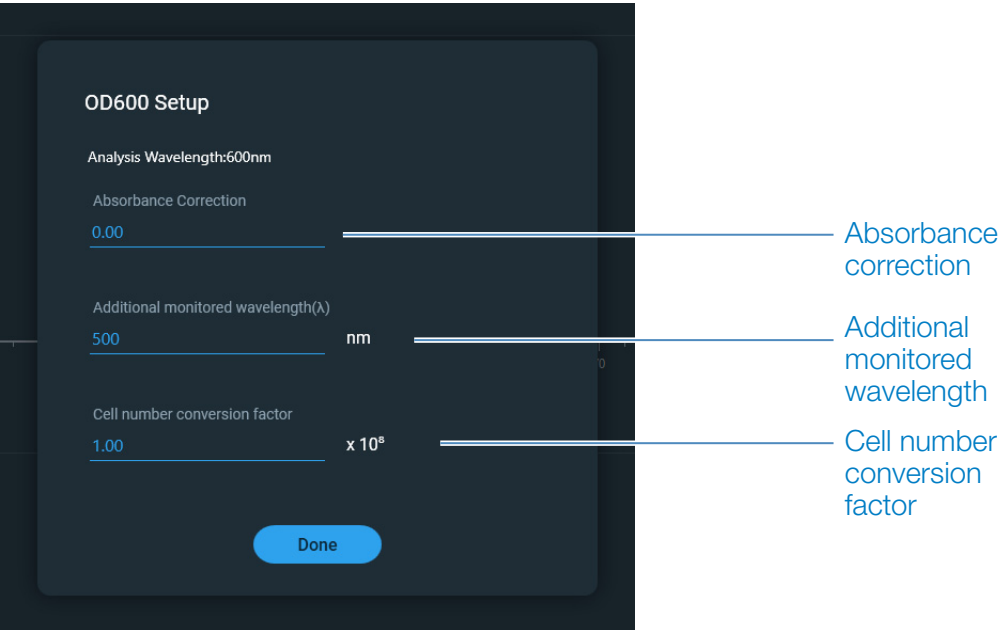 OD600 Setup
Analysis Wavelength:600nm
Absorbance Correction
0.00
Additional monitored wavelength(λ)
500 nm
Cell number conversion factor
1.00 x 10⁸
Done
Absorbance
correction
Additional
monitored
wavelength
Cell number
conversion
factor